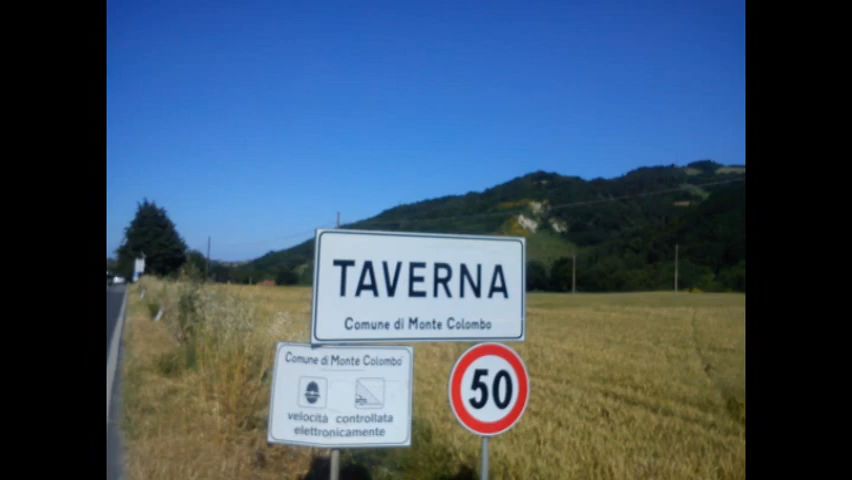 TAVERNA
Comune di Monte Colombo
Comune di Monte Colombo
velocità controllata
elettronicamente
50